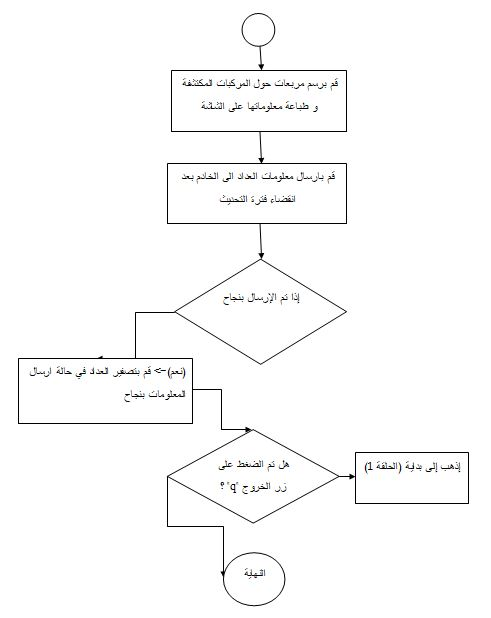 قم برسم مربعات حول المركبات المكتشفة
و طباعة معلوماتها على الشاشة
قم بارسال معلومات العداد الى الخادم بعد
انقضاء فترة التحديث
إذا تم الإرسال بنجاح
(نعم)-> قم بتصفير العداد في حالة ارسال
المعلومات بنجاح
هل تم الضغط على
زر الخروج "q" ؟
إذهب إلى بداية (الحلقة 1)
النهاية